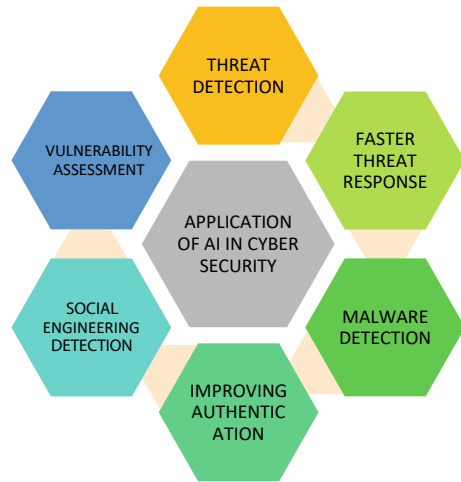 THREAT
DETECTION
FASTER
THREAT
RESPONSE
MALWARE
DETECTION
IMPROVING
AUTHENTIC
ATION
SOCIAL
ENGINEERING
DETECTION
VULNERABILITY
ASSESSMENT
APPLICATION
OF AI IN CYBER
SECURITY